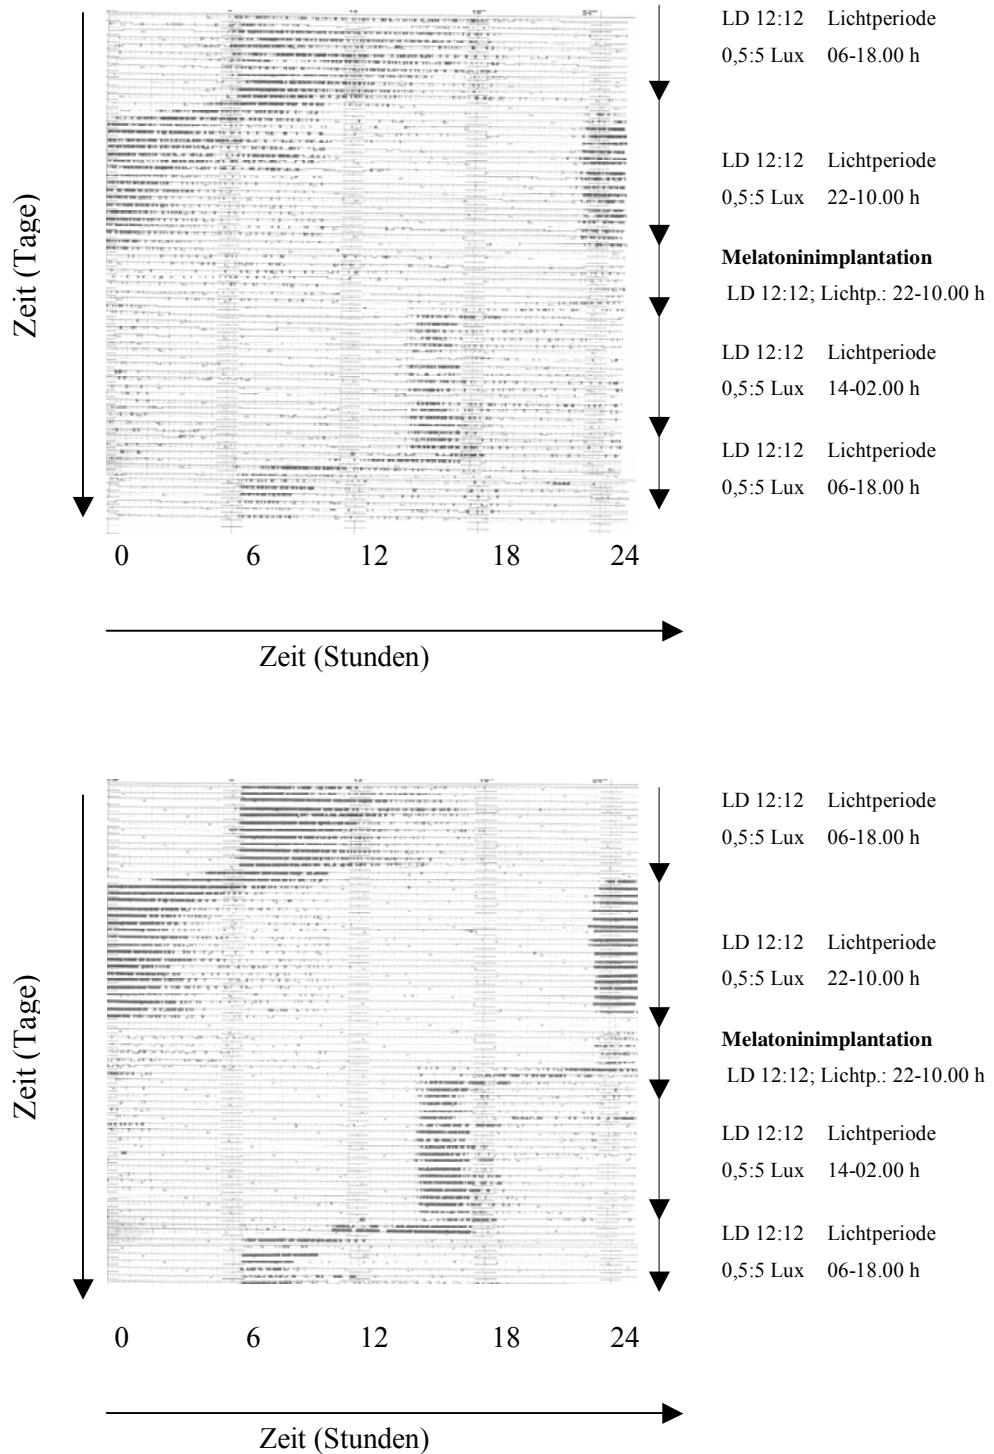 LD 12:12 Lichtperiode
0,5:5 Lux 06-18.00 h
LD 12:12 Lichtperiode
0,5:5 Lux 22-10.00 h
Melatoninimplantation
LD 12:12; Lichtp.: 22-10.00 h
LD 12:12 Lichtperiode
0,5:5 Lux 14-02.00 h
LD 12:12 Lichtperiode
0,5:5 Lux 06-18.00 h
Zeit (Tage)
0 6 12 18 24
Zeit (Stunden)
LD 12:12 Lichtperiode
0,5:5 Lux 06-18.00 h
LD 12:12 Lichtperiode
0,5:5 Lux 22-10.00 h
Melatoninimplantation
LD 12:12; Lichtp.: 22-10.00 h
LD 12:12 Lichtperiode
0,5:5 Lux 14-02.00 h
LD 12:12 Lichtperiode
0,5:5 Lux 06-18.00 h
Zeit (Tage)
0 6 12 18 24
Zeit (Stunden)